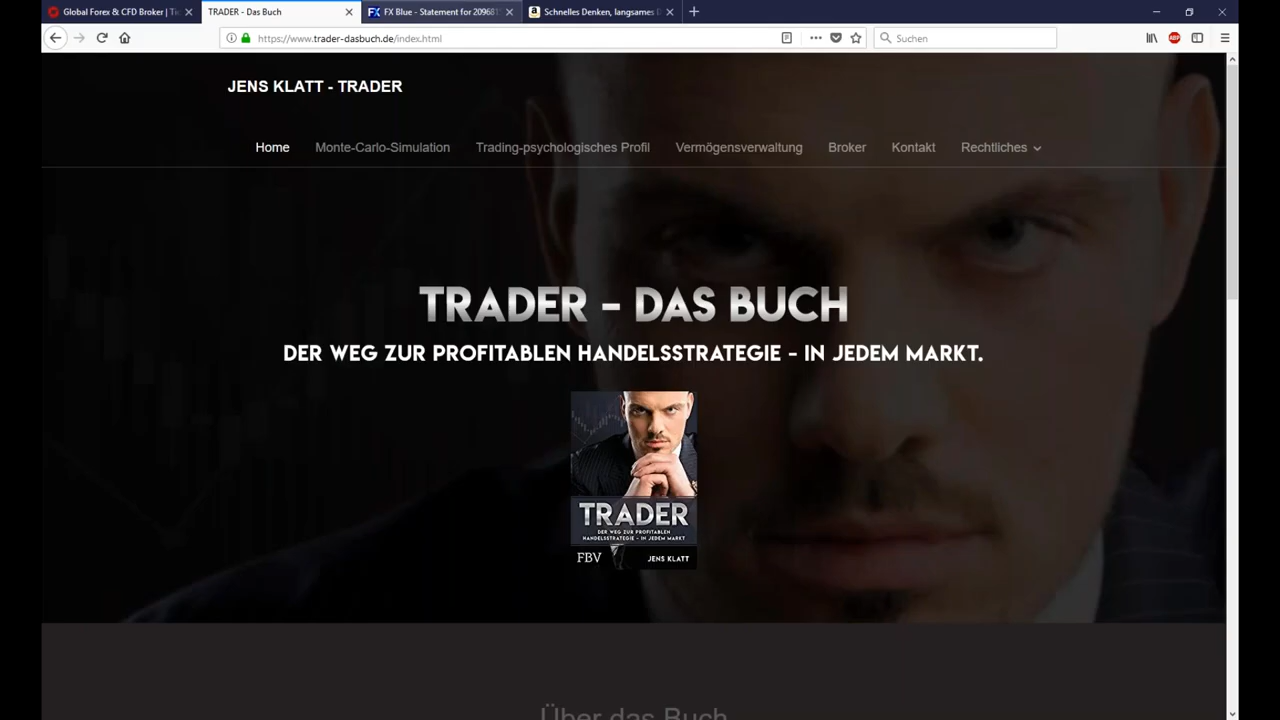 Global Forex & CFD Broker | Ti
TRADER - Das Buch
FX Blue - Statement for 20968
Schnelles Denken, langsames D
https://www.trader-dasbuch.de/index.html
Suchen
JENS KLATT - TRADER
Home
Monte-Carlo-Simulation
Trading-psychologisches Profil
Vermögensverwaltung
Broker
Kontakt
Rechtliches
TRADER - DAS BUCH
DER WEG ZUR PROFITABLEN HANDELSSTRATEGIE - IN JEDEM MARKT.
TRADER
DER WEG ZUR PROFITABLEN
HANDELSSTRATEGIE - IN JEDEM MARKT
FBV
JENS KLATT
Über das Buch